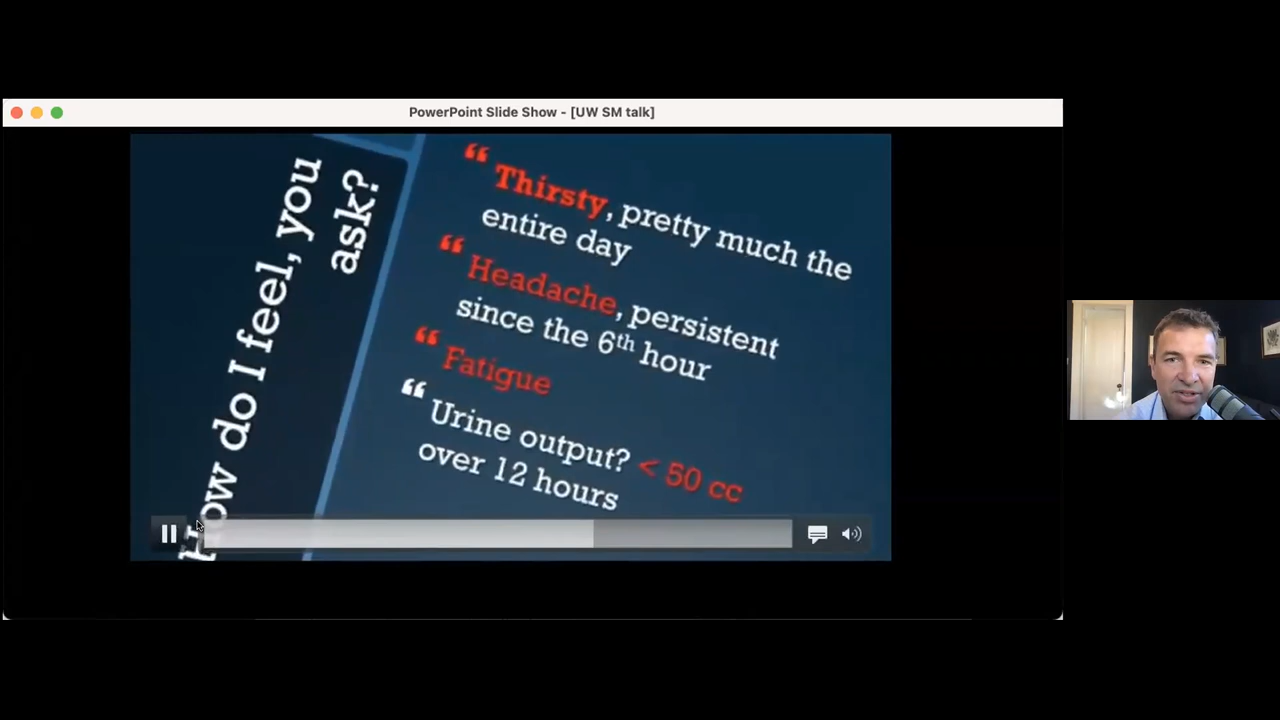 PowerPoint Slide Show - [UW SM talk]
How do I feel, you
ask?
“ Thirsty, pretty much the
entire day
“ Headache, persistent
since the 6th hour
“ Fatigue
“ Urine output? < 50 cc
over 12 hours